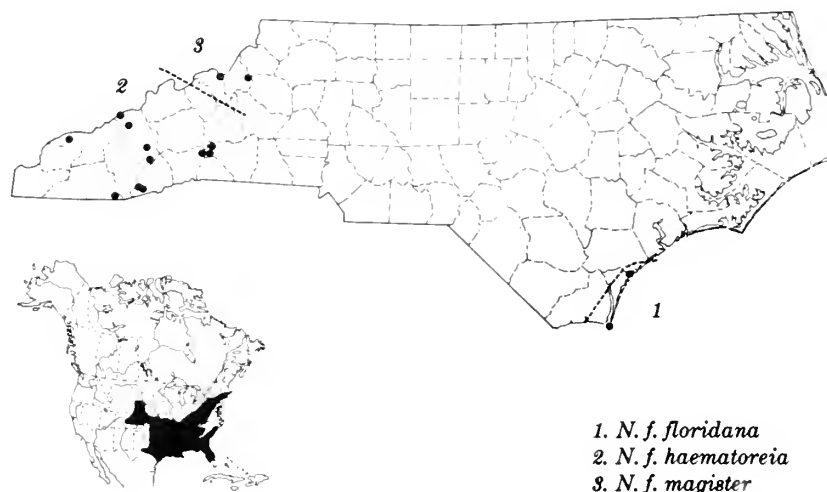 3
2
1
1. N. f. floridana
2. N. f. haematoreia
3. N. f. magister